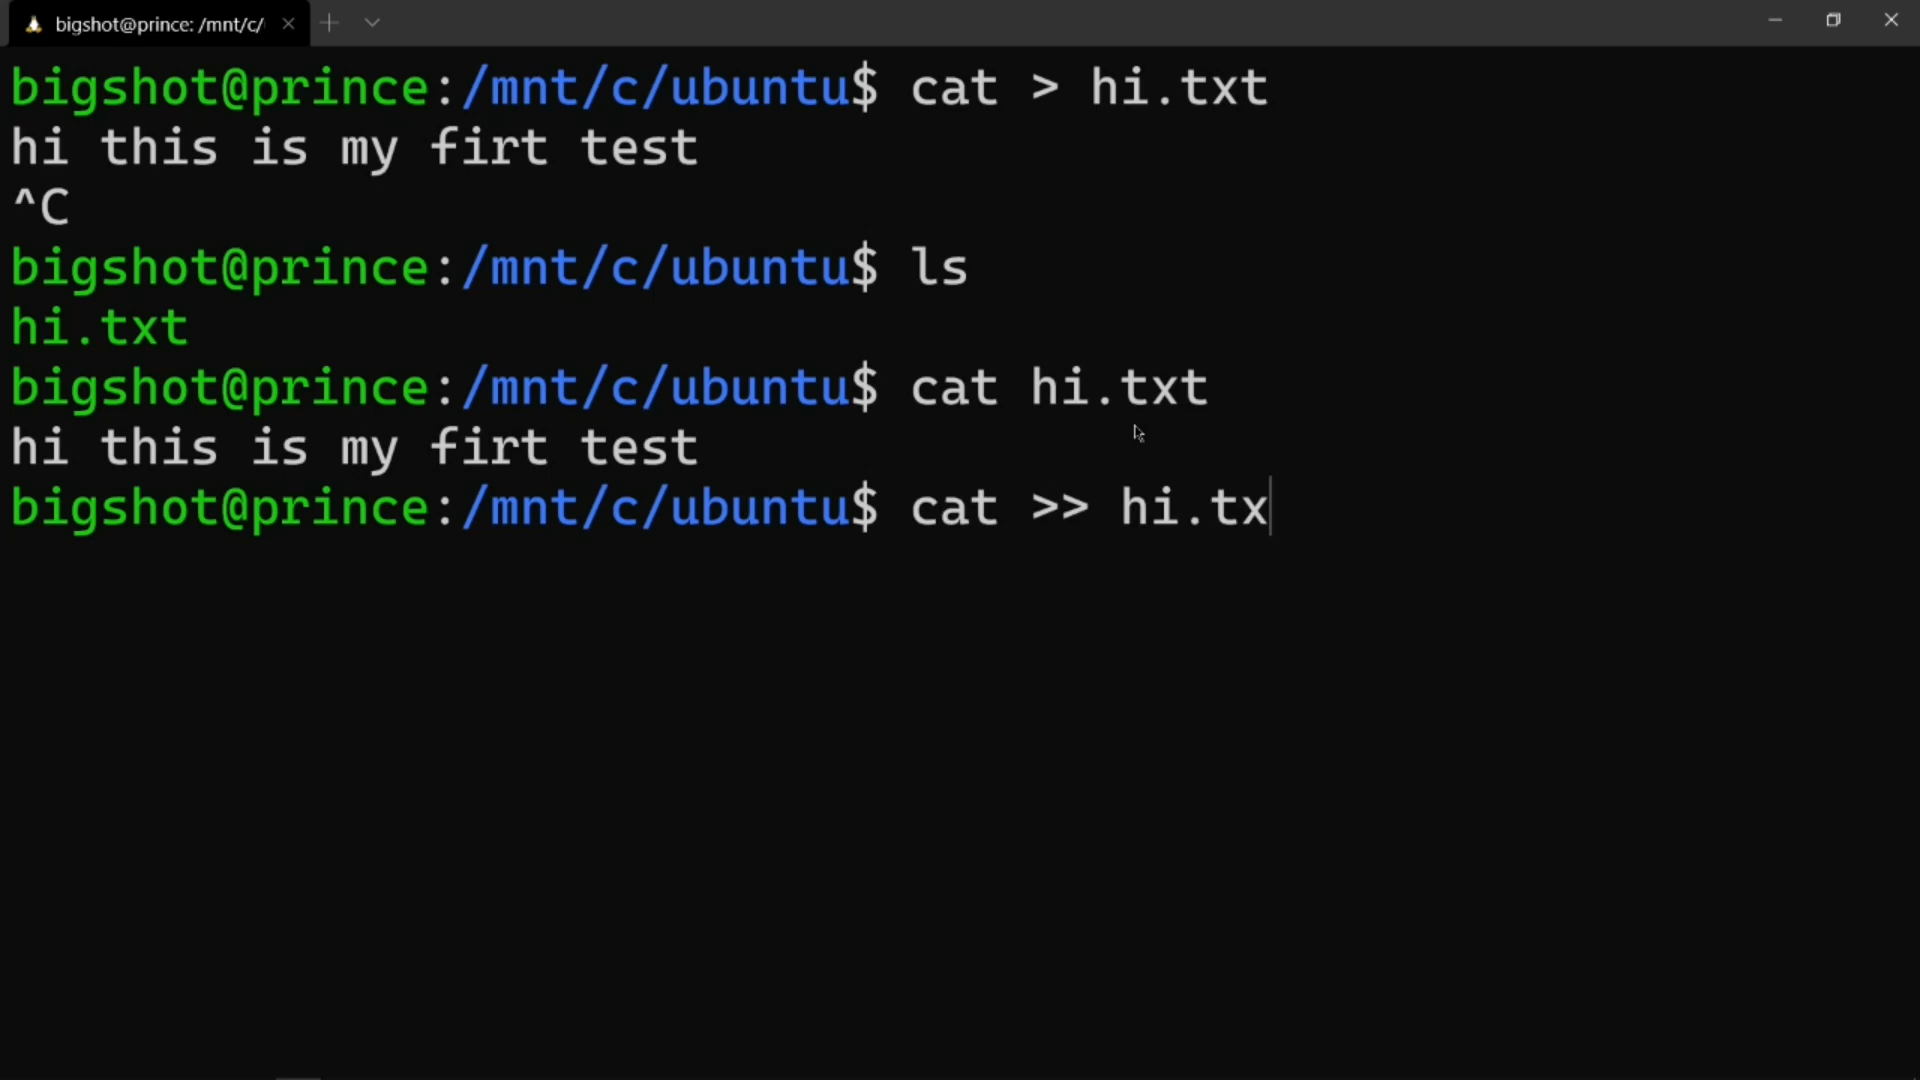 bigshot@prince: /mnt/c/
bigshot@prince:/mnt/c/ubuntu$ cat > hi.txt
hi this is my firt test
^C
bigshot@prince:/mnt/c/ubuntu$ ls
hi.txt
bigshot@prince:/mnt/c/ubuntu$ cat hi.txt
hi this is my firt test
bigshot@prince:/mnt/c/ubuntu$ cat >> hi.tx